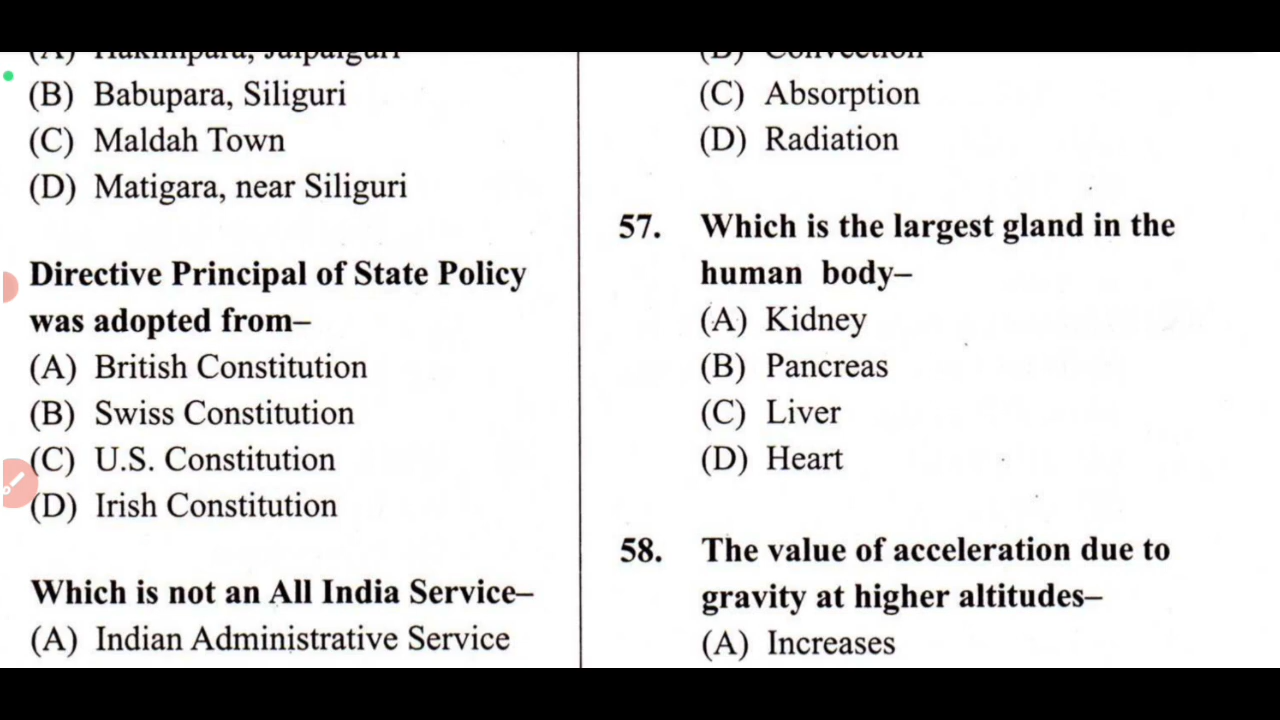 (B) Babupara, Siliguri
(C) Maldah Town
(D) Matigara, near Siliguri
Directive Principal of State Policy
was adopted from–
(A) British Constitution
(B) Swiss Constitution
(C) U.S. Constitution
(D) Irish Constitution
Which is not an All India Service–
(A) Indian Administrative Service
(B) Convection
(C) Absorption
(D) Radiation
57. Which is the largest gland in the
human body–
(A) Kidney
(B) Pancreas
(C) Liver
(D) Heart
58. The value of acceleration due to
gravity at higher altitudes–
(A) Increases